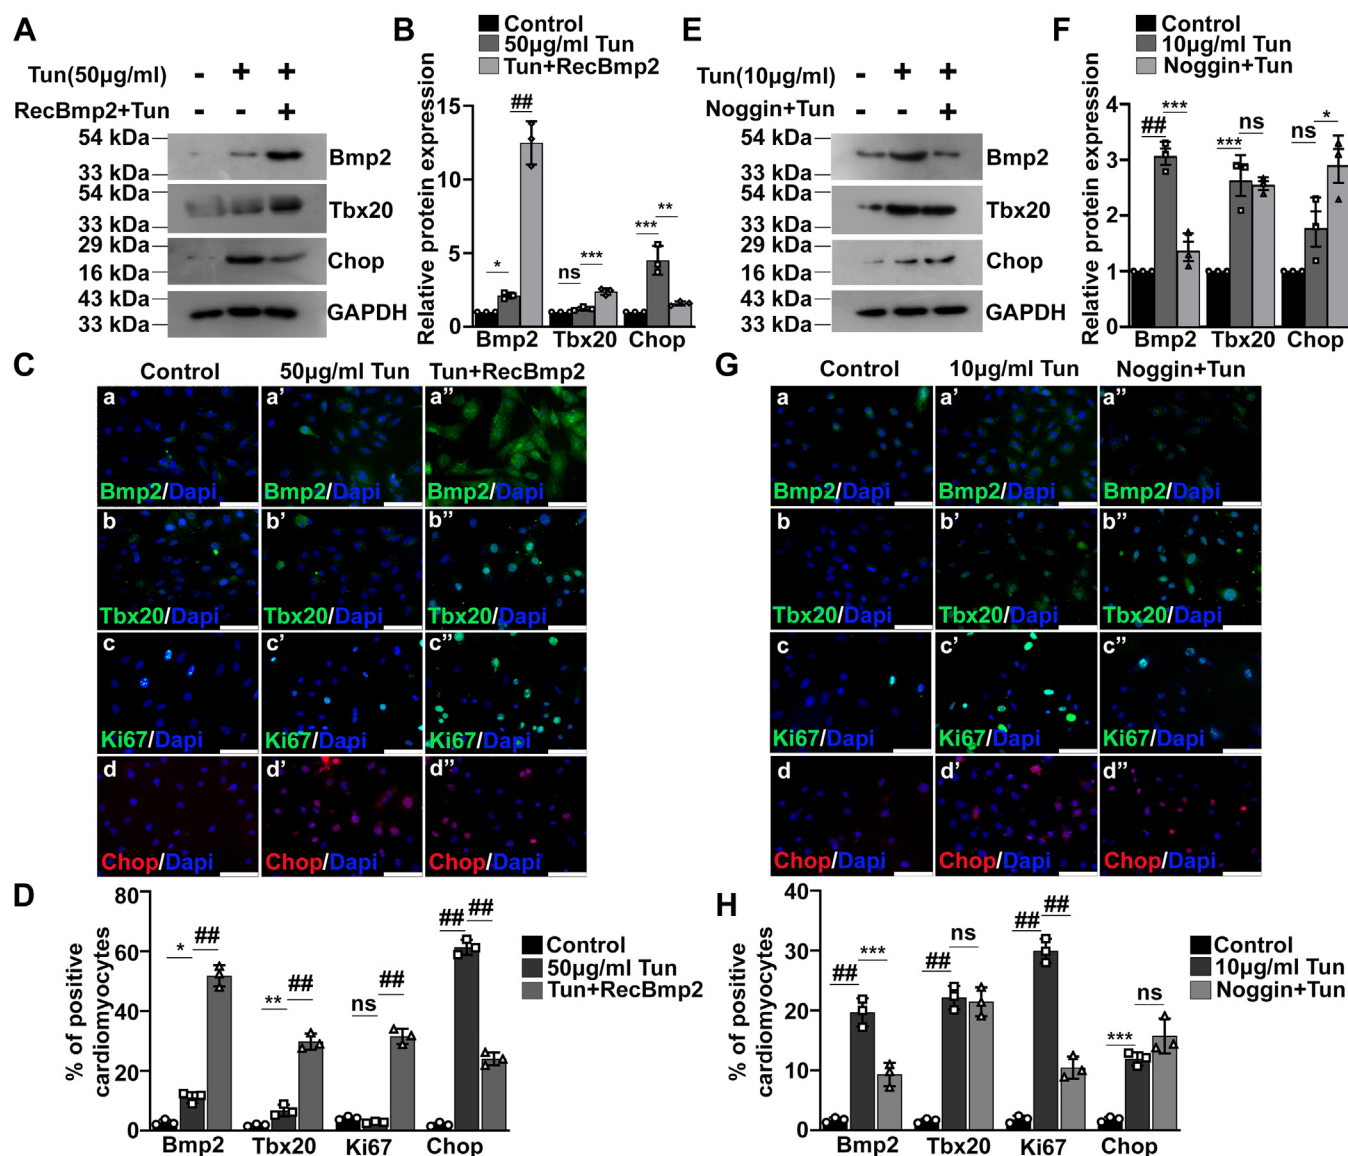 A
Tun(50µg/ml) - + +
RecBmp2+Tun - - +
54 kDa
33 kDa
Bmp2
54 kDa
33 kDa
Tbx20
29 kDa
16 kDa
Chop
43 kDa
33 kDa
GAPDH
B
Control
50µg/ml Tun
Tun+RecBmp2
Relative protein expression
15
10
5
0
* ##
ns ***
*** **
Bmp2 Tbx20 Chop
E
Tun(10µg/ml) - + +
Noggin+Tun - - +
54 kDa
33 kDa
Bmp2
54 kDa
33 kDa
Tbx20
29 kDa
16 kDa
Chop
43 kDa
33 kDa
GAPDH
F
Control
10µg/ml Tun
Noggin+Tun
Relative protein expression
4
3
2
1
0
## ***
*** ns
ns *
Bmp2 Tbx20 Chop
C
Control 50µg/ml Tun Tun+RecBmp2
a a' a''
Bmp2/Dapi Bmp2/Dapi Bmp2/Dapi
b b' b''
Tbx20/Dapi Tbx20/Dapi Tbx20/Dapi
c c' c''
Ki67/Dapi Ki67/Dapi Ki67/Dapi
d d' d''
Chop/Dapi Chop/Dapi Chop/Dapi
G
Control 10µg/ml Tun Noggin+Tun
a a' a''
Bmp2/Dapi Bmp2/Dapi Bmp2/Dapi
b b' b''
Tbx20/Dapi Tbx20/Dapi Tbx20/Dapi
c c' c''
Ki67/Dapi Ki67/Dapi Ki67/Dapi
d d' d''
Chop/Dapi Chop/Dapi Chop/Dapi
D
% of positive
cardiomyocytes
80
60
40
20
0
* ##
** ##
ns ##
## ##
Bmp2 Tbx20 Ki67 Chop
Control
50µg/ml Tun
Tun+RecBmp2
H
% of positive
cardiomyocytes
40
30
20
10
0
## ***
## ns
## ##
*** ns
Bmp2 Tbx20 Ki67 Chop
Control
10µg/ml Tun
Noggin+Tun